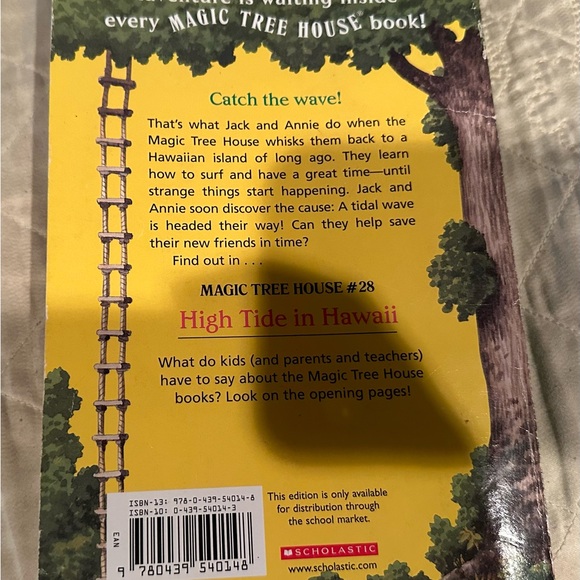 is waiting inside
every MAGIC TREE HOUSE book!
Catch the wave!
That's what Jack and Annie do when the
Magic Tree House whisks them back to a
Hawaiian island of long ago. They learn
how to surf and have a great time—until
strange things start happening. Jack and
Annie soon discover the cause: A tidal wave
is headed their way! Can they help save
their new friends in time?
Find out in . . .
MAGIC TREE HOUSE #28
High Tide in Hawaii
What do kids (and parents and teachers)
have to say about the Magic Tree House
books? Look on the opening pages!
ISBN-13: 978-0-439-54014-8
ISBN-10: 0-439-54014-3
EAN
9 780439 540148
This edition is only available
for distribution through
the school market.
SCHOLASTIC
www.scholastic.com